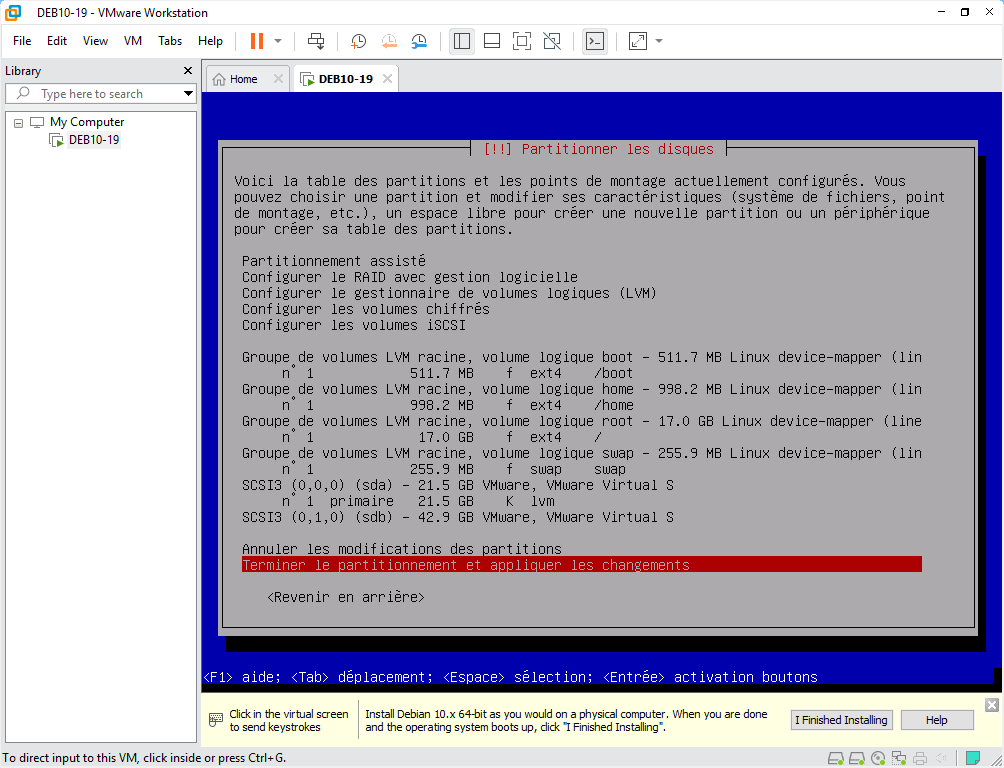 DEB10-19 - VMware Workstation
File Edit View VM Tabs Help
Library
Type here to search
My Computer
DEB10-19
Home
DEB10-19
[!!] Partitionner les disques
Voici la table des partitions et les points de montage actuellement configurés. Vous
pouvez choisir une partition et modifier ses caractéristiques (système de fichiers, point
de montage, etc.), un espace libre pour créer une nouvelle partition ou un périphérique
pour créer sa table des partitions.
Partitionnement assisté
Configurer le RAID avec gestion logicielle
Configurer le gestionnaire de volumes logiques (LVM)
Configurer les volumes chiffrés
Configurer les volumes iSCSI
Groupe de volumes LVM racine, volume logique boot - 511.7 MB Linux device-mapper (lin
n° 1 511.7 MB f ext4 /boot
Groupe de volumes LVM racine, volume logique home - 998.2 MB Linux device-mapper (lin
n° 1 998.2 MB f ext4 /home
Groupe de volumes LVM racine, volume logique root - 17.0 GB Linux device-mapper (line
n° 1 17.0 GB f ext4 /
Groupe de volumes LVM racine, volume logique swap - 255.9 MB Linux device-mapper (lin
n° 1 255.9 MB f swap swap
SCSI3 (0,0,0) (sda) - 21.5 GB VMware, VMware Virtual S
n° 1 primaire 21.5 GB K lvm
SCSI3 (0,1,0) (sdb) - 42.9 GB VMware, VMware Virtual S
Annuler les modifications des partitions
Terminer le partitionnement et appliquer les changements
<Revenir en arrière>
<F1> aide; <Tab> déplacement; <Espace> sélection; <Entrée> activation boutons
Click in the virtual screen
to send keystrokes
Install Debian 10.x 64-bit as you would on a physical computer. When you are done
and the operating system boots up, click "I Finished Installing".
I Finished Installing
Help
To direct input to this VM, click inside or press Ctrl+G.